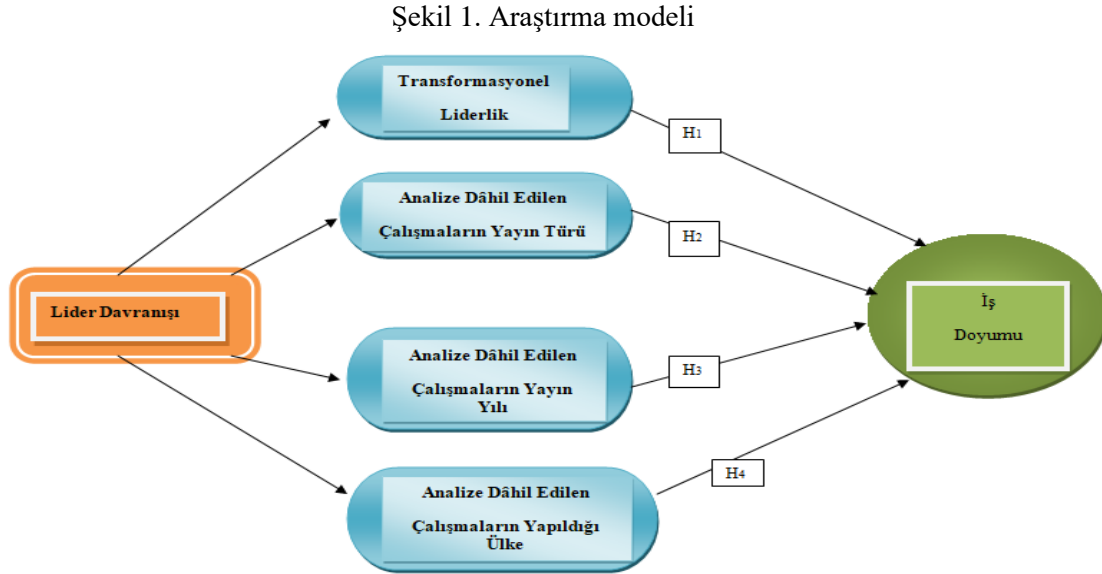 Şekil 1. Araştırma modeli
Transformasyonel
Liderlik
H1
Analize Dâhil Edilen
Çalışmaların Yayın Türü
H2
Lider Davranışı
İş
Doyumu
Analize Dâhil Edilen
Çalışmaların Yayın
Yılı
H3
Analize Dâhil Edilen
Çalışmaların Yapıldığı
Ülke
H4